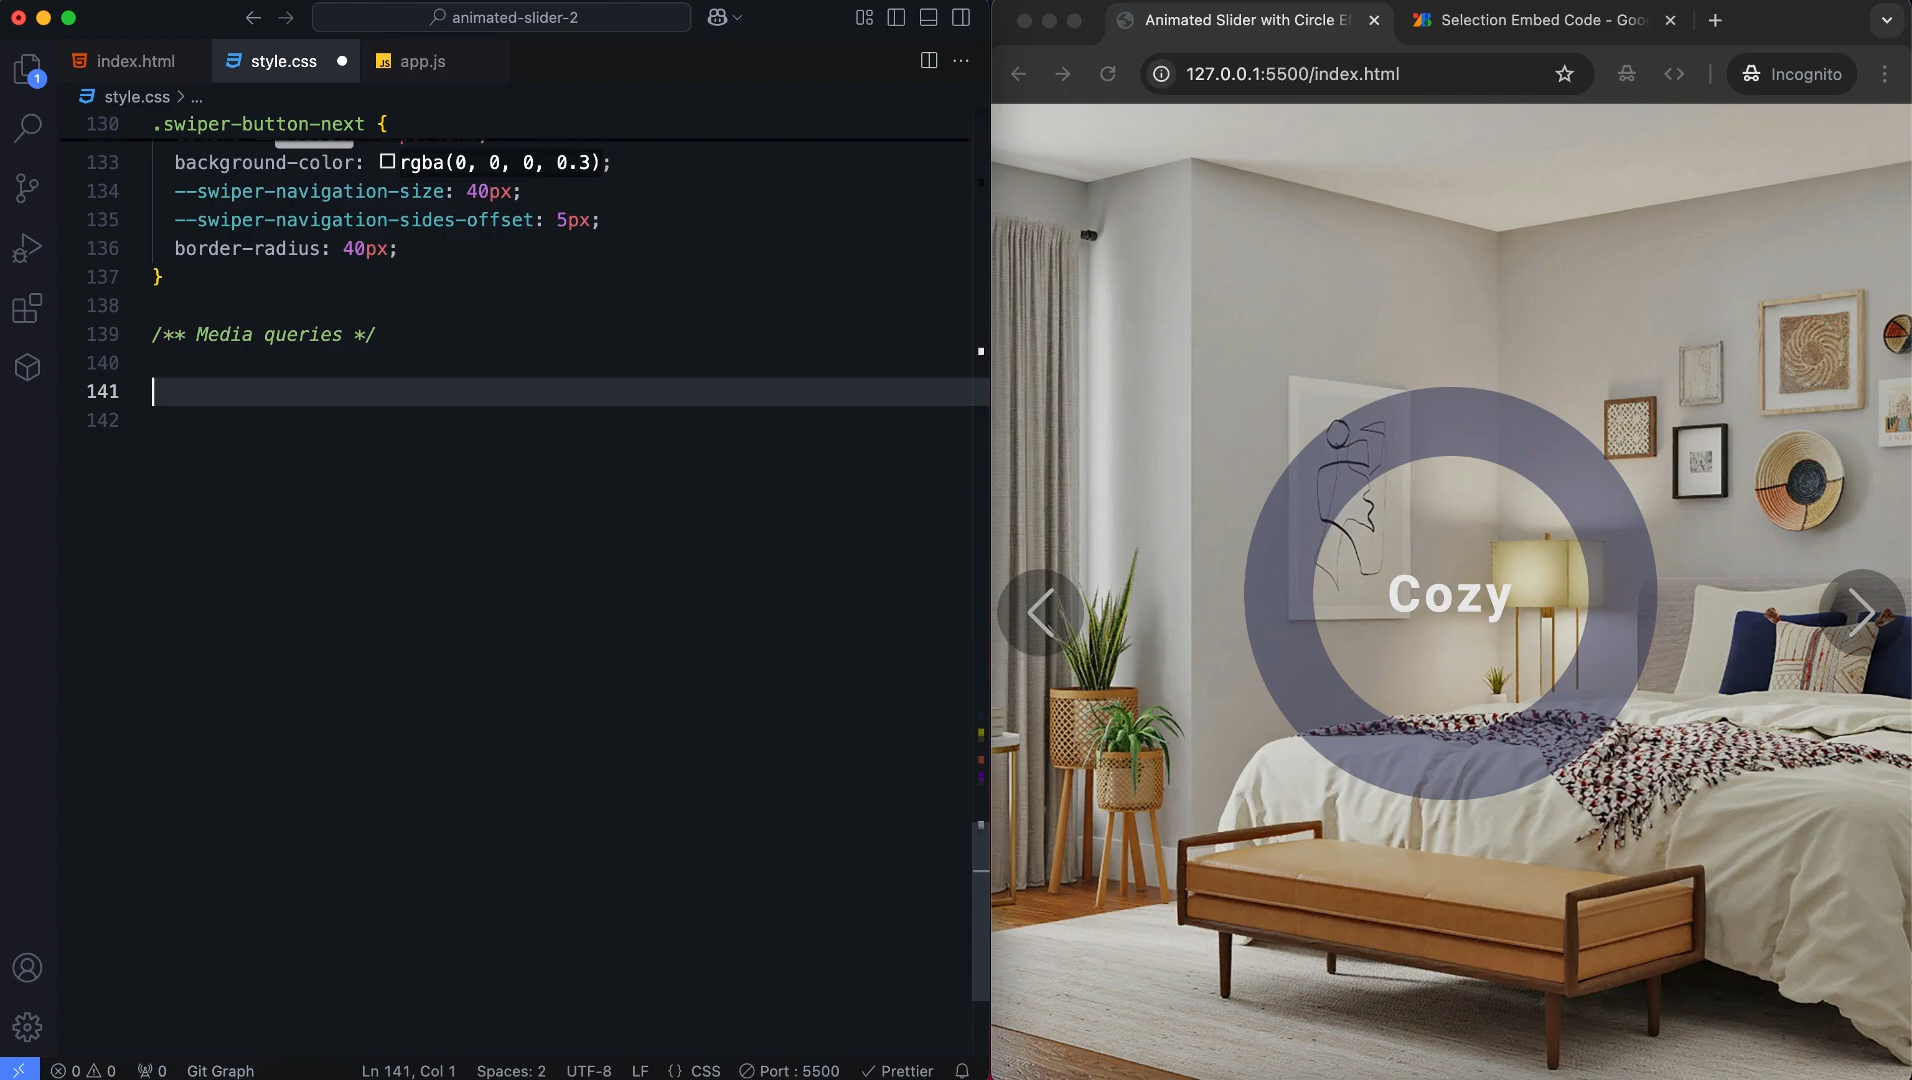 animated-slider-2
index.html
style.css
app.js
style.css > ...
130 .swiper-button-next {
133 background-color: rgba(0, 0, 0, 0.3);
134 --swiper-navigation-size: 40px;
135 --swiper-navigation-sides-offset: 5px;
136 border-radius: 40px;
137 }
138
139 /** Media queries */
140
141
142
1
0 0 0 Git Graph
Ln 141, Col 1 Spaces: 2 UTF-8 LF {} CSS Port : 5500 Prettier
Animated Slider with Circle Ef
Selection Embed Code - Goo
127.0.0.1:5500/index.html
Incognito
Cozy